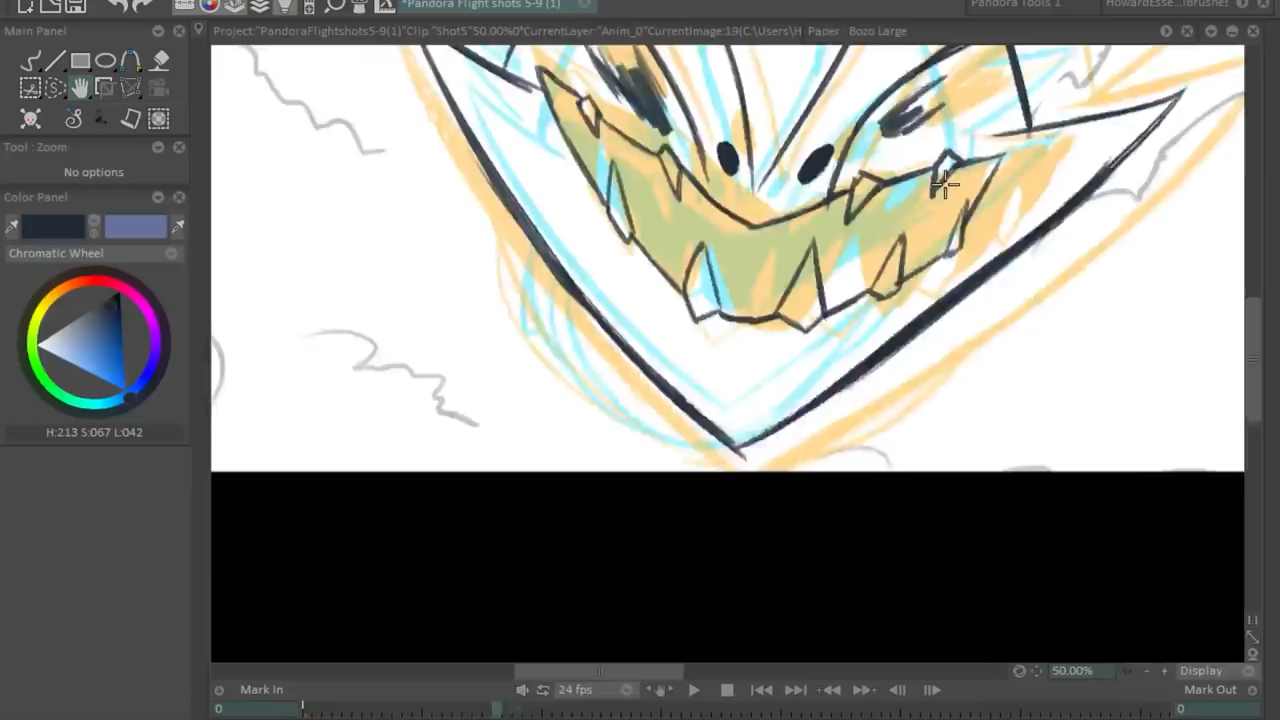 *Pandora Flight shots 5-9 (1)
Pandora Tools 1
Main Panel
Project:"PandoraFlightshots5-9(1)"Clip "Shot5"50.00%0*CurrentLayer "Anim_0"CurrentImage:19(C:\Users\H
Paper : Bozo Large
Tool : Zoom
No options
Color Panel
Chromatic Wheel
H:213 S:067 L:042
50.00%
Display
Mark In
24 fps
Mark Out
0
0